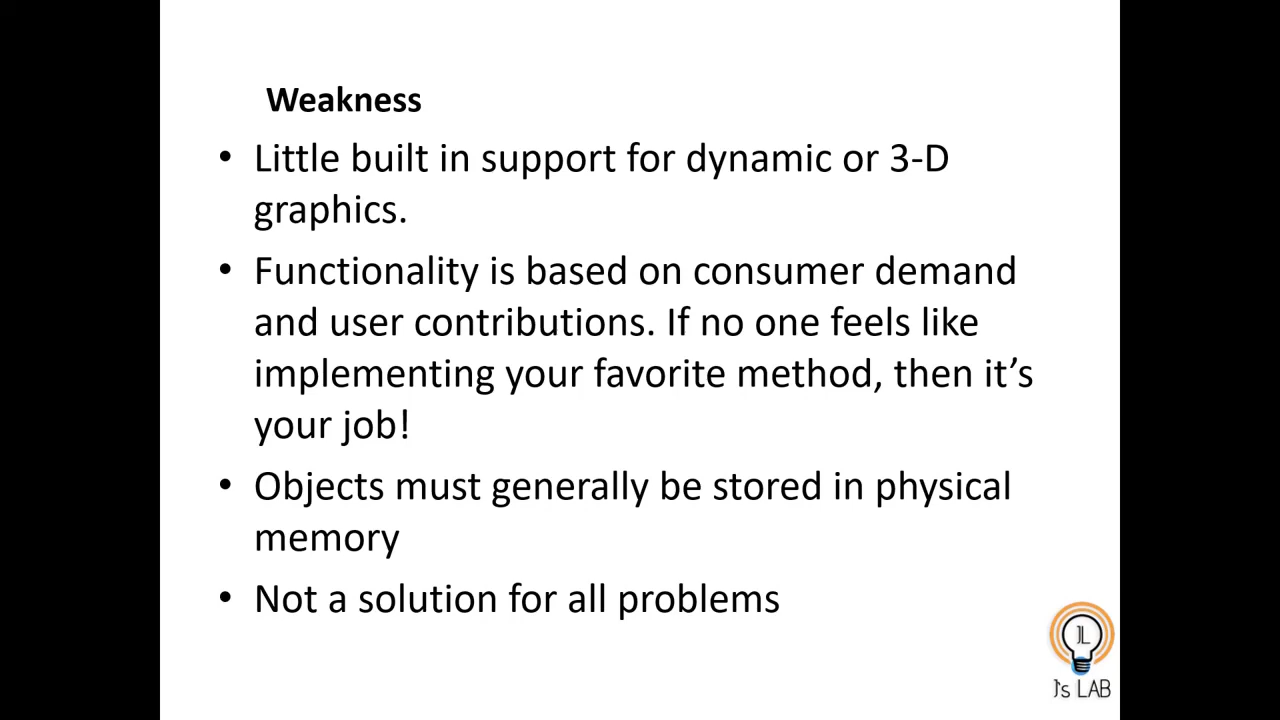 Weakness
• Little built in support for dynamic or 3-D
graphics.
• Functionality is based on consumer demand
and user contributions. If no one feels like
implementing your favorite method, then it’s
your job!
• Objects must generally be stored in physical
memory
• Not a solution for all problems
JL
J's LAB